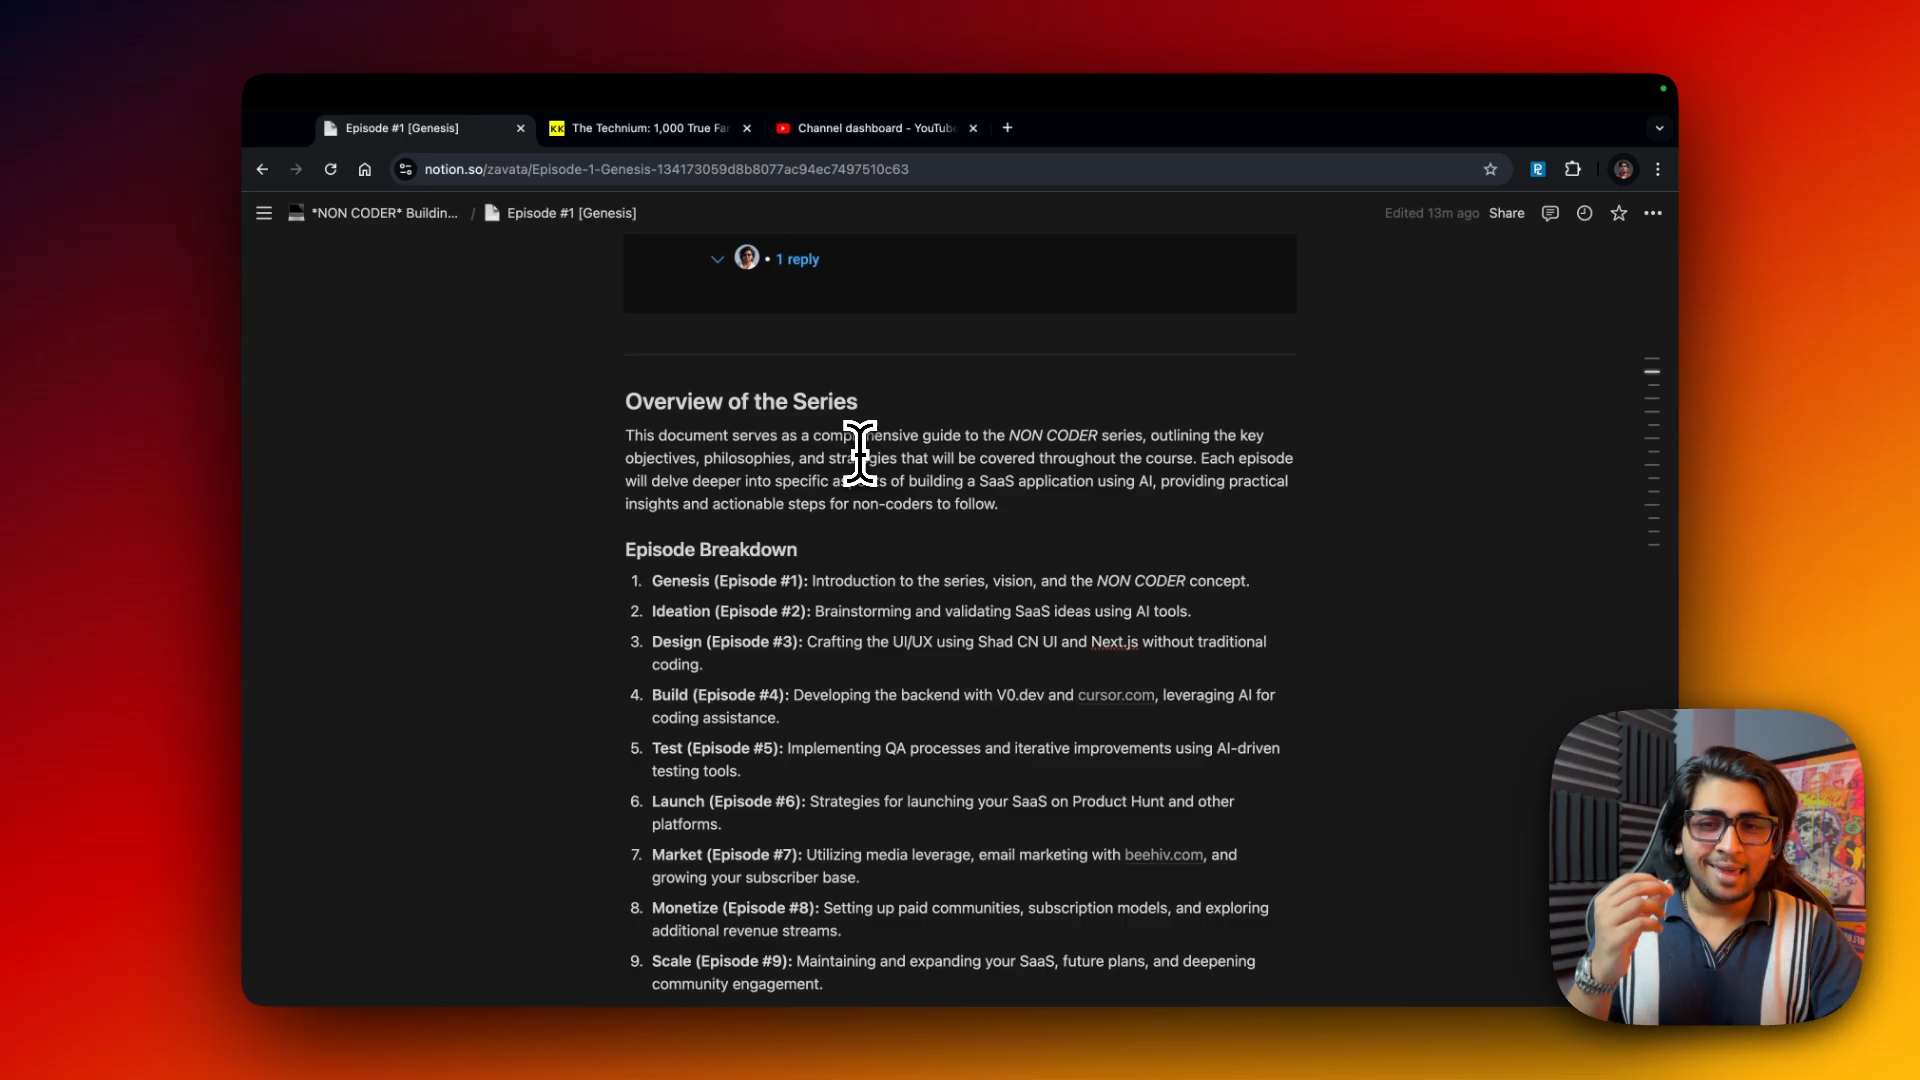 Episode #1 [Genesis]
KK The Technium: 1,000 True Fan
Channel dashboard - YouTube
notion.so/zavata/Episode-1-Genesis-134173059d8b8077ac94ec7497510c63
*NON CODER* Buildin... / Episode #1 [Genesis]
Edited 13m ago Share
• 1 reply
Overview of the Series
This document serves as a comprehensive guide to the NON CODER series, outlining the key
objectives, philosophies, and strategies that will be covered throughout the course. Each episode
will delve deeper into specific aspects of building a SaaS application using AI, providing practical
insights and actionable steps for non-coders to follow.
Episode Breakdown
1. Genesis (Episode #1): Introduction to the series, vision, and the NON CODER concept.
2. Ideation (Episode #2): Brainstorming and validating SaaS ideas using AI tools.
3. Design (Episode #3): Crafting the UI/UX using Shad CN UI and Next.js without traditional
coding.
4. Build (Episode #4): Developing the backend with V0.dev and cursor.com, leveraging AI for
coding assistance.
5. Test (Episode #5): Implementing QA processes and iterative improvements using AI-driven
testing tools.
6. Launch (Episode #6): Strategies for launching your SaaS on Product Hunt and other
platforms.
7. Market (Episode #7): Utilizing media leverage, email marketing with beehiv.com, and
growing your subscriber base.
8. Monetize (Episode #8): Setting up paid communities, subscription models, and exploring
additional revenue streams.
9. Scale (Episode #9): Maintaining and expanding your SaaS, future plans, and deepening
community engagement.